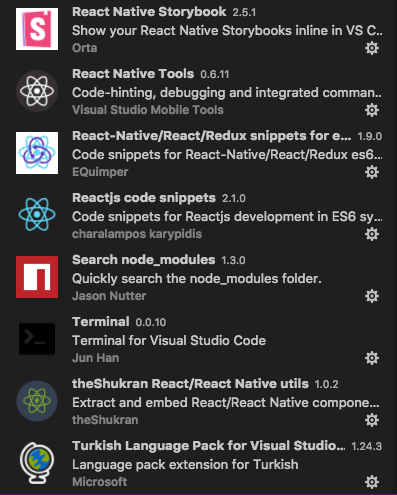 React Native Storybook 2.5.1
Show your React Native Storybooks inline in VS C...
Orta
React Native Tools 0.6.11
Code-hinting, debugging and integrated comman...
Visual Studio Mobile Tools
React-Native/React/Redux snippets for e... 1.9.0
Code snippets for React-Native/React/Redux es6...
EQuimper
Reactjs code snippets 2.1.0
Code snippets for Reactjs development in ES6 sy...
charalampos karypidis
Search node_modules 1.3.0
Quickly search the node_modules folder.
Jason Nutter
Terminal 0.0.10
Terminal for Visual Studio Code
Jun Han
theShukran React/React Native utils 1.0.2
Extract and embed React/React Native compone...
theShukran
Turkish Language Pack for Visual Studio... 1.24.3
Language pack extension for Turkish
Microsoft